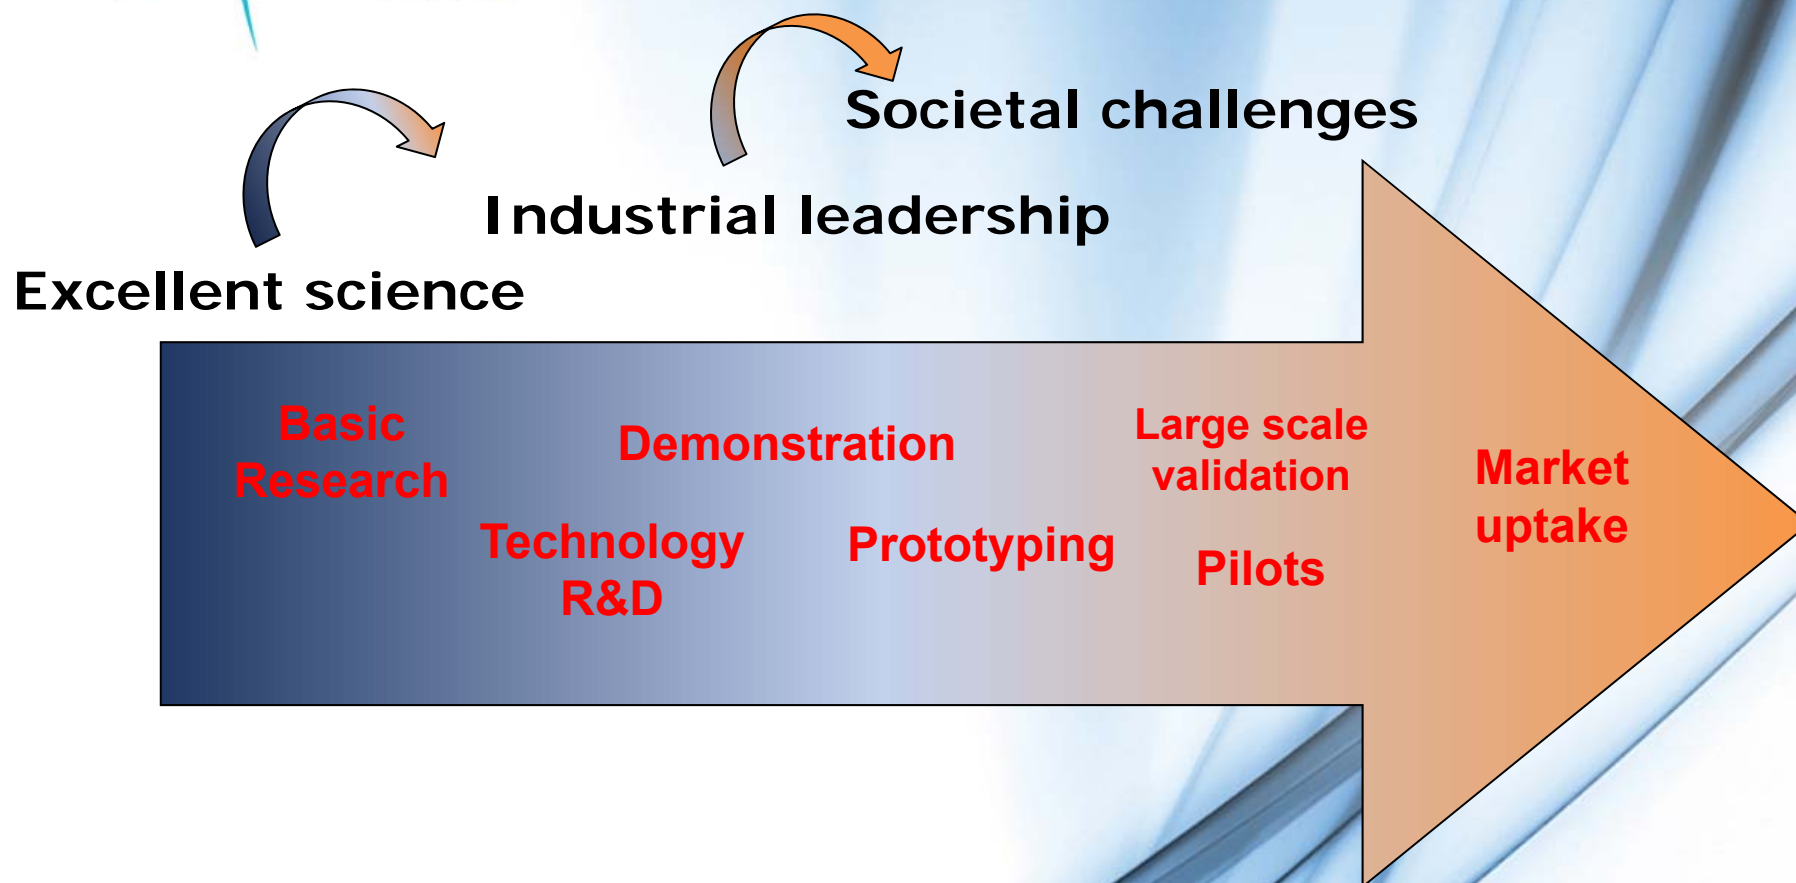 Societal challenges
Industrial leadership
Excellent science
Basic
Research
Technology
R&D
Demonstration
Prototyping
Large scale
validation
Pilots
Market
uptake